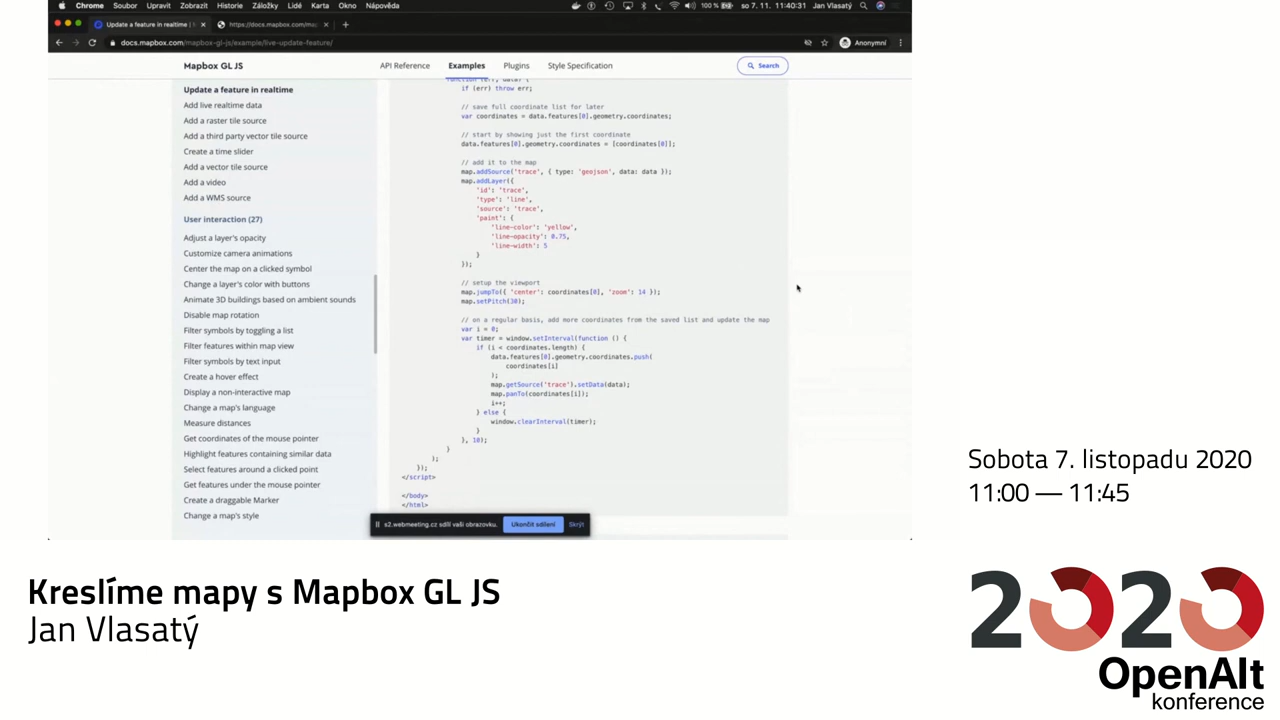 Chrome Soubor Upravit Zobrazit Historie Záložky Lidé Karta Okno Nápověda 100 % so 7. 11. 11:40:31 Jan Vlasatý
Update a feature in realtime | https://docs.mapbox.com/ma
docs.mapbox.com/mapbox-gl-js/example/live-update-feature/ Anonymní
Mapbox GL JS API Reference Examples Plugins Style Specification Search
Update a feature in realtime
Add live realtime data
Add a raster tile source
Add a third party vector tile source
Create a time slider
Add a vector tile source
Add a video
Add a WMS source
User interaction (27)
Adjust a layer's opacity
Customize camera animations
Center the map on a clicked symbol
Change a layer's color with buttons
Animate 3D buildings based on ambient sounds
Disable map rotation
Filter symbols by toggling a list
Filter features within map view
Filter symbols by text input
Create a hover effect
Display a non-interactive map
Change a map's language
Measure distances
Get coordinates of the mouse pointer
Highlight features containing similar data
Select features around a clicked point
Get features under the mouse pointer
Create a draggable Marker
Change a map's style
function (err, data) {
if (err) throw err;
// save full coordinate list for later
var coordinates = data.features[0].geometry.coordinates;
// start by showing just the first coordinate
data.features[0].geometry.coordinates = [coordinates[0]];
// add it to the map
map.addSource('trace', { type: 'geojson', data: data });
map.addLayer({
'id': 'trace',
'type': 'line',
'source': 'trace',
'paint': {
'line-color': 'yellow',
'line-opacity': 0.75,
'line-width': 5
}
});
// setup the viewport
map.jumpTo({ 'center': coordinates[0], 'zoom': 14 });
map.setPitch(30);
// on a regular basis, add more coordinates from the saved list and update the map
var i = 0;
var timer = window.setInterval(function () {
if (i < coordinates.length) {
data.features[0].geometry.coordinates.push(
coordinates[i]
);
map.getSource('trace').setData(data);
map.panTo(coordinates[i]);
i++;
} else {
window.clearInterval(timer);
}
}, 10);
}
);
});
</script>
</body>
</html>
s2.webmeeting.cz sdílí vaši obrazovku. Ukončit sdílení Skrýt
Sobota 7. listopadu 2020
11:00 — 11:45
Kreslíme mapy s Mapbox GL JS
Jan Vlasatý
2020
OpenAlt
konference